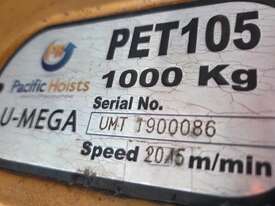 PET105
Pacific Hoists
1000 Kg
Serial No.
U-MEGA
UMT 1900086
Speed 20.5 m/min